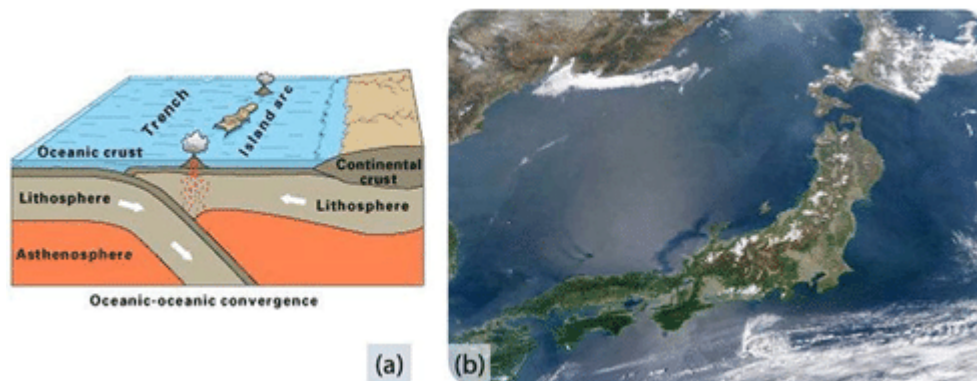 Trench
Island arc
Oceanic crust
Continental
crust
Lithosphere
Lithosphere
Asthenosphere
Oceanic-oceanic convergence
(a)
(b)